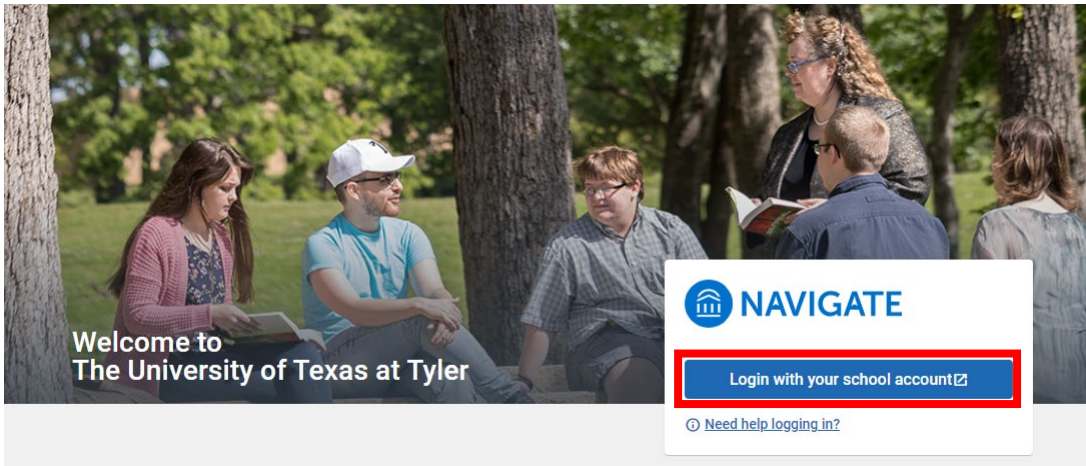 Welcome to
The University of Texas at Tyler
NAVIGATE
Login with your school account
Need help logging in?